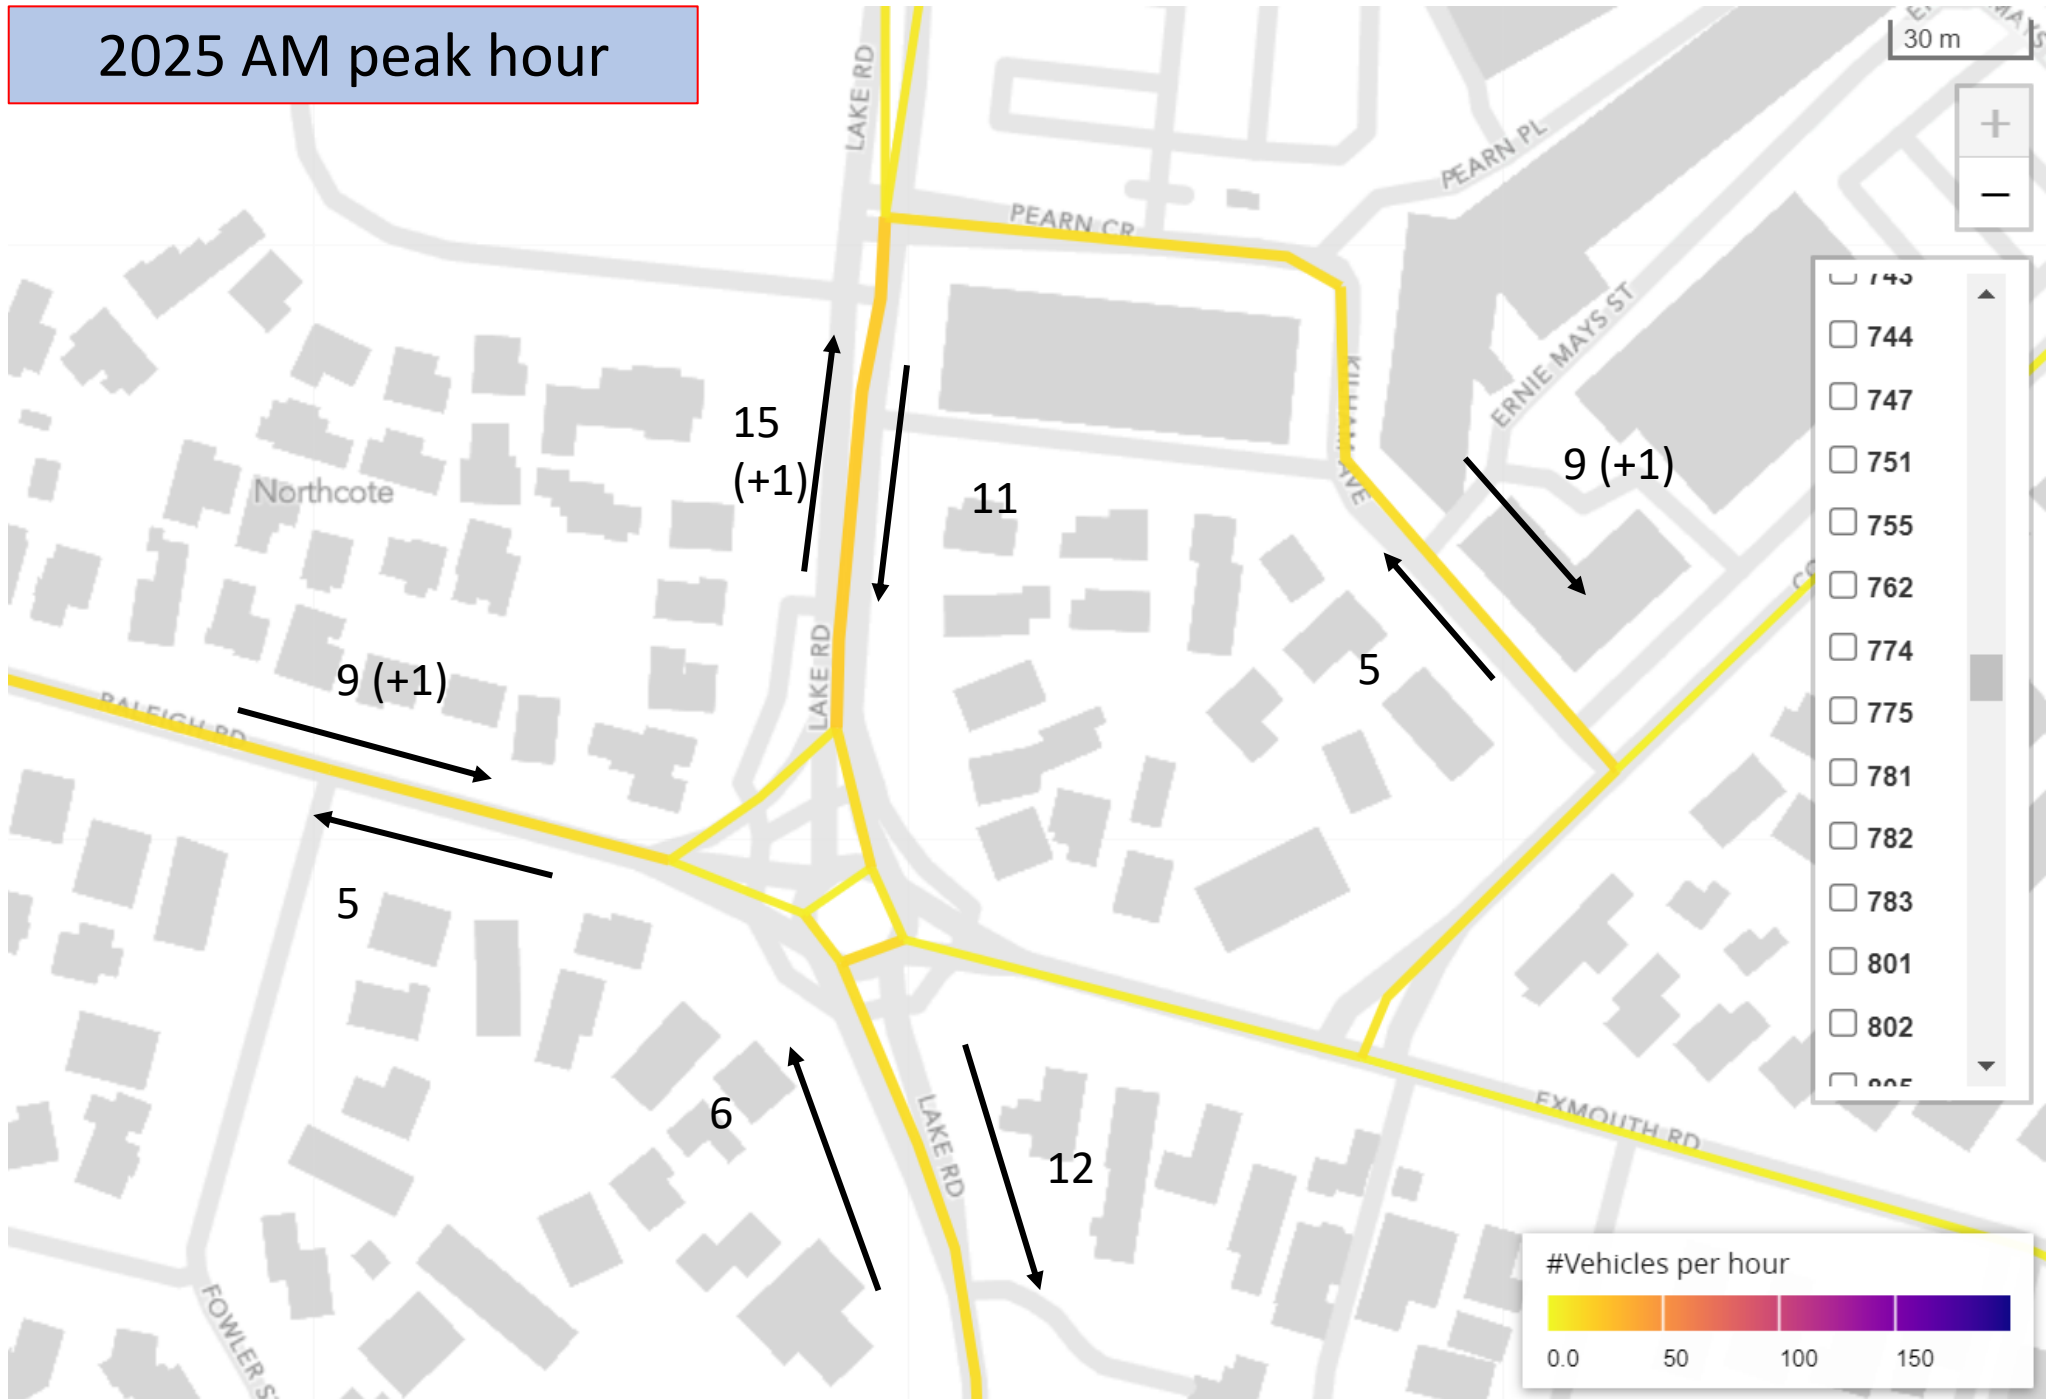 2025 AM peak hour
30 m
+
−
LAKE RD
PEARN PL
PEARN CR
ERNIE MAYS ST
15
(+1)
11
9 (+1)
5
Northcote
LAKE RD
9 (+1)
RALEIGH RD
5
6
12
LAKE RD
EXMOUTH RD
FOWLER S
743
744
747
751
755
762
774
775
781
782
783
801
802
805
#Vehicles per hour
0.0 50 100 150